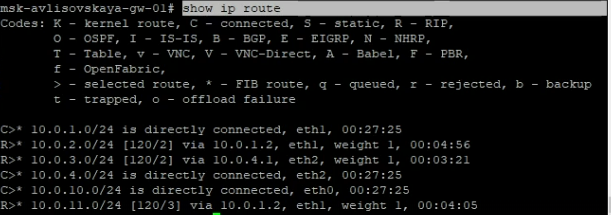 msk-avlisovskaya-gw-01# show ip route
Codes: K - kernel route, C - connected, S - static, R - RIP,
O - OSPF, I - IS-IS, B - BGP, E - EIGRP, N - NHRP,
T - Table, v - VNC, V - VNC-Direct, A - Babel, F - PBR,
f - OpenFabric,
> - selected route, * - FIB route, q - queued, r - rejected, b - backup
t - trapped, o - offload failure
C>* 10.0.1.0/24 is directly connected, eth1, 00:27:25
R>* 10.0.2.0/24 [120/2] via 10.0.1.2, eth1, weight 1, 00:04:56
R>* 10.0.3.0/24 [120/2] via 10.0.4.1, eth2, weight 1, 00:03:21
C>* 10.0.4.0/24 is directly connected, eth2, 00:27:25
C>* 10.0.10.0/24 is directly connected, eth0, 00:27:25
R>* 10.0.11.0/24 [120/3] via 10.0.1.2, eth1, weight 1, 00:04:05